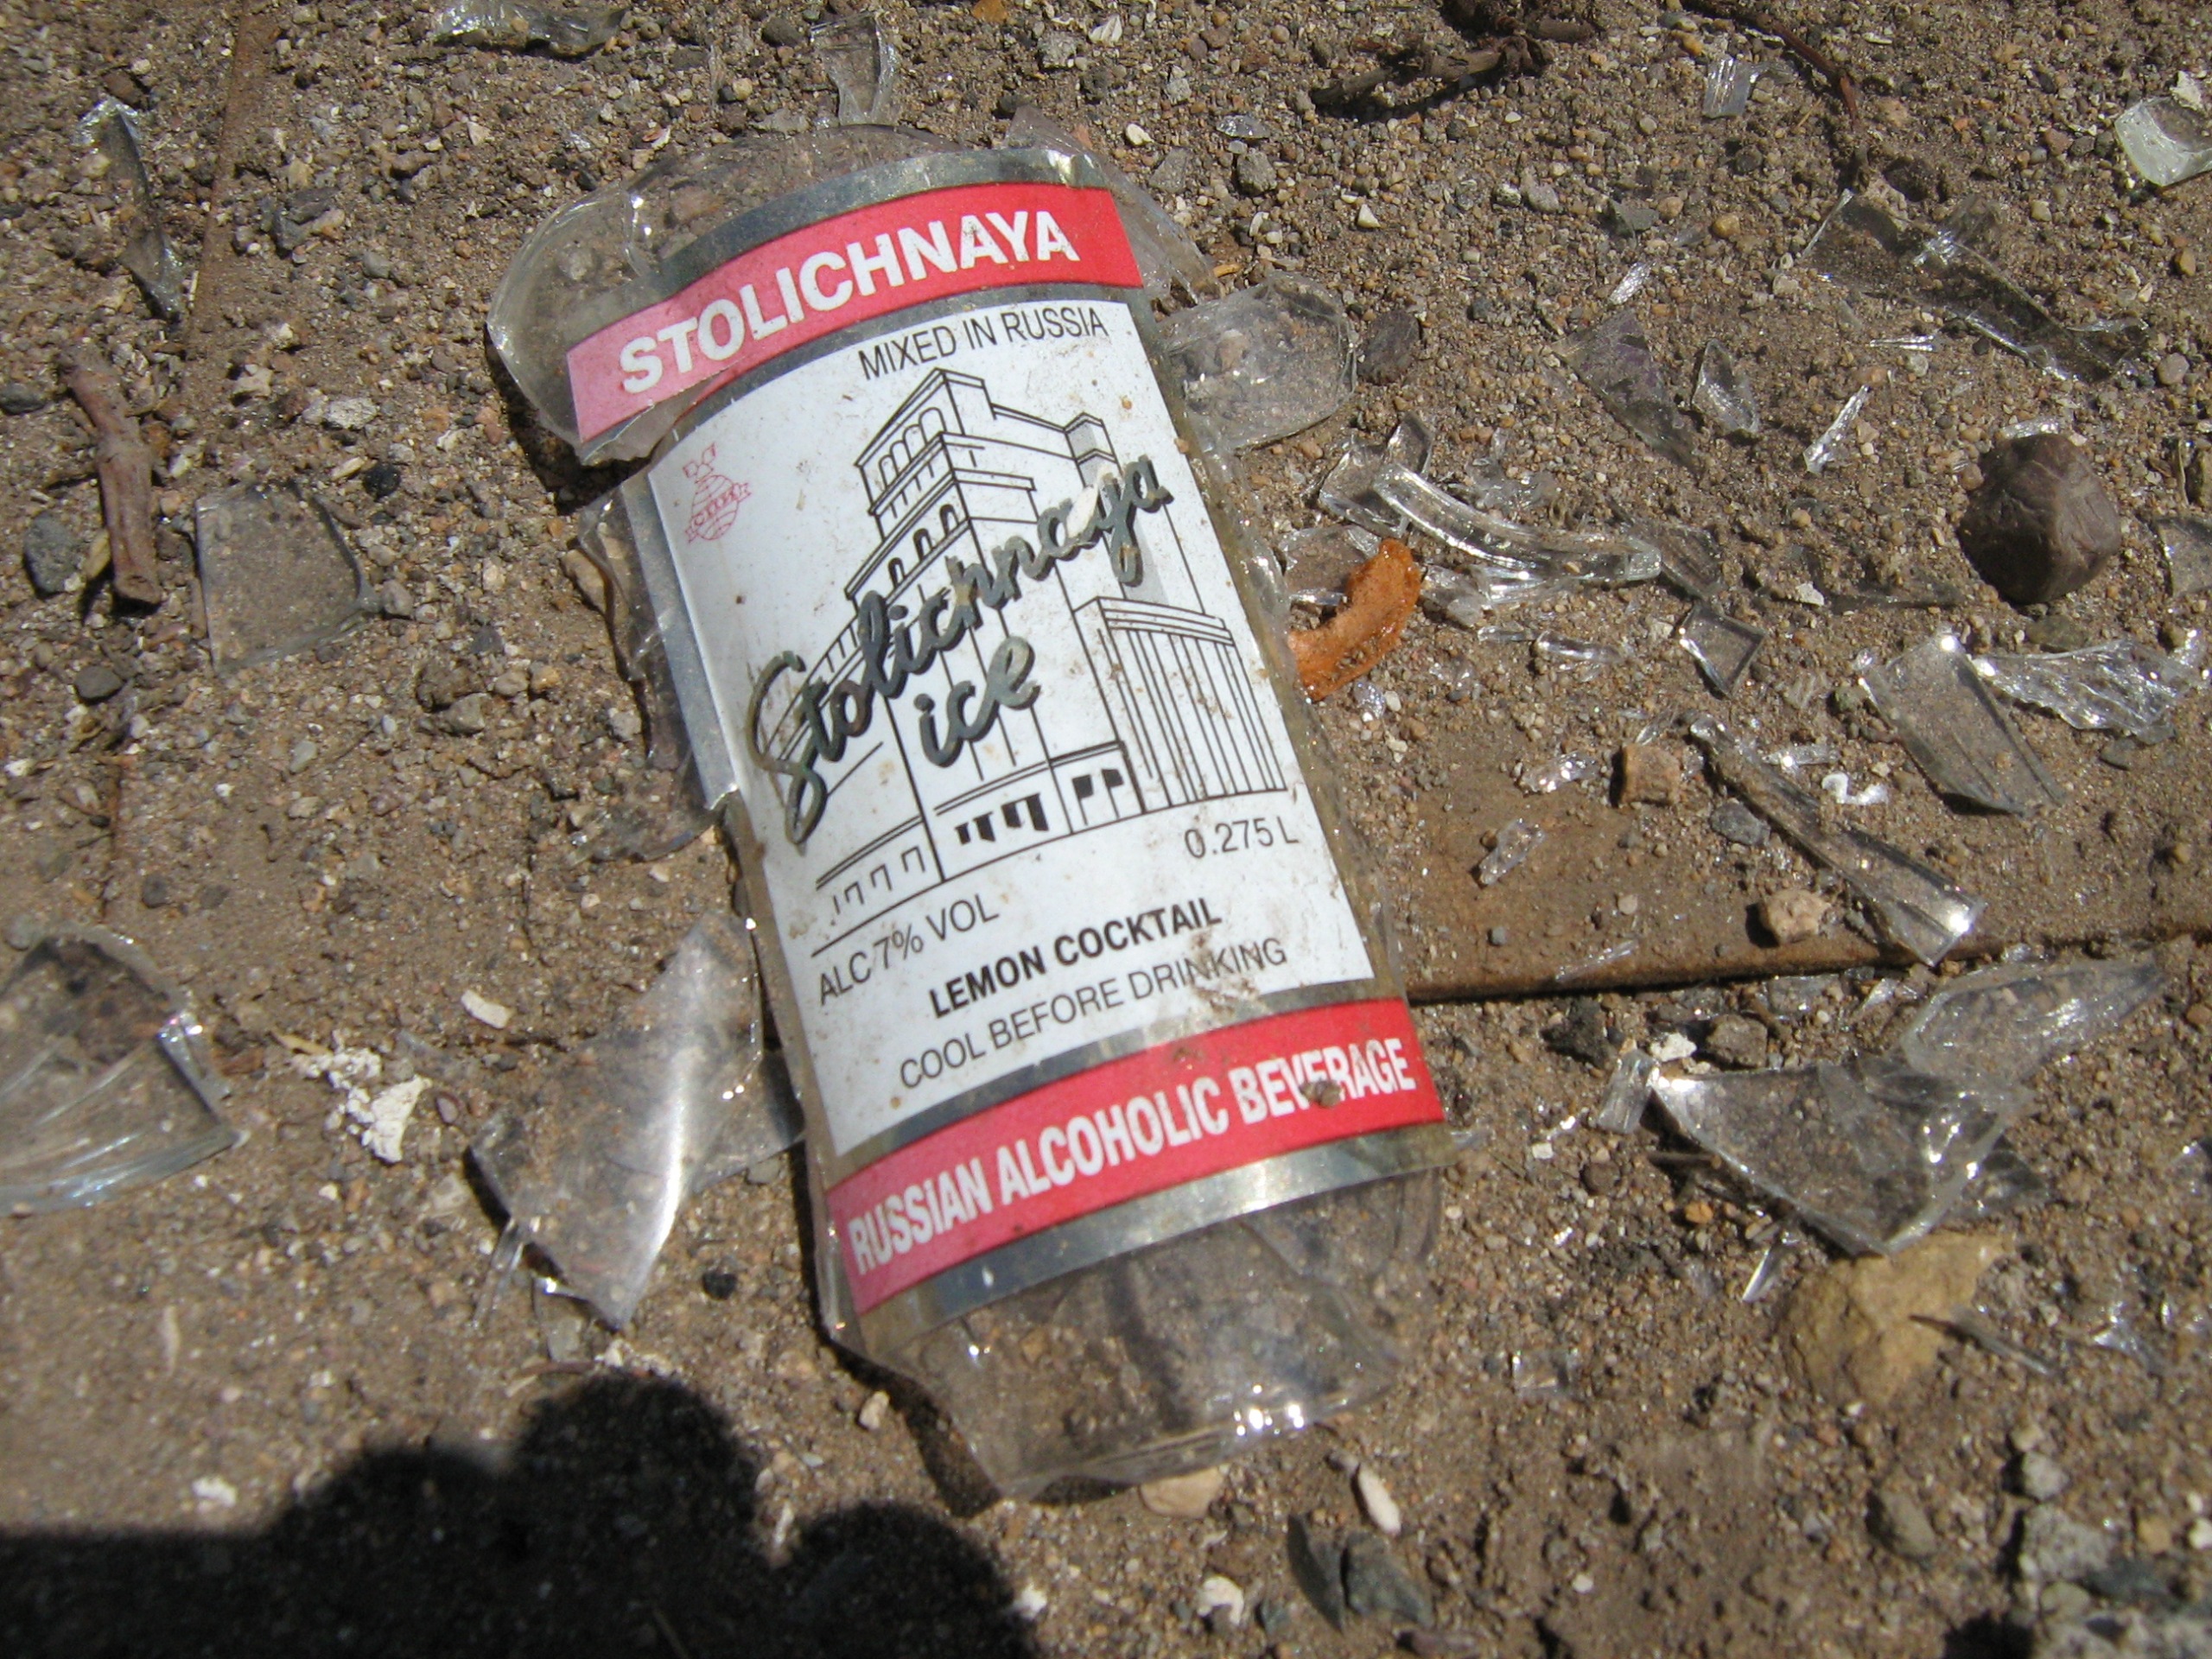 STOLICHNAYA
MIXED IN RUSSIA
Stolichnaya
ice
0.275 L
ALC 7% VOL
LEMON COCKTAIL
COOL BEFORE DRINKING
RUSSIAN ALCOHOLIC BEVERAGE